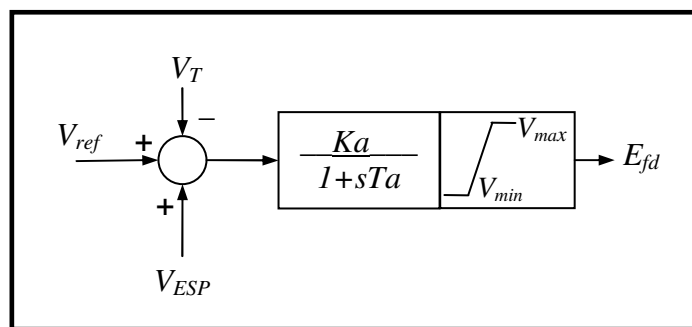 V_T
−
V_ref
+
+
V_ESP
Ka
1+sTa
V_max
V_min
E_fd